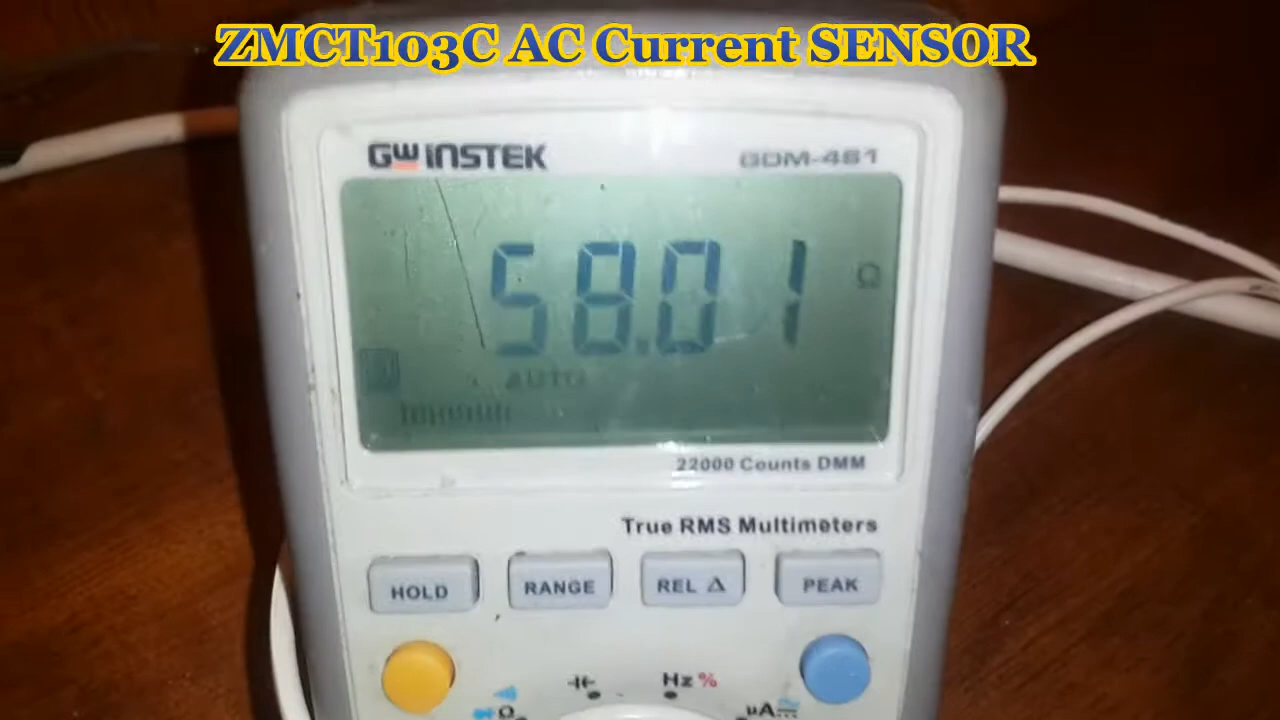 ZMCT103C AC Current SENSOR
GW INSTEK
GDM-461
58.01 Ω
AUTO
22000 Counts DMM
True RMS Multimeters
HOLD
RANGE
REL Δ
PEAK
Hz %
Ω
µA